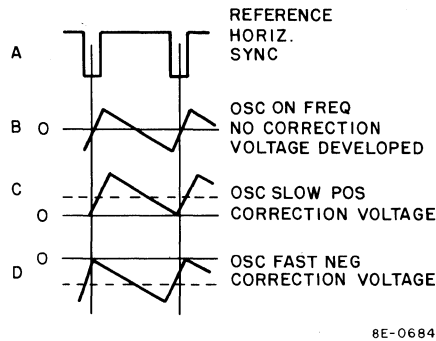 REFERENCE
HORIZ.
SYNC
A
OSC ON FREQ
B O NO CORRECTION
VOLTAGE DEVELOPED
C
OSC SLOW POS
O CORRECTION VOLTAGE
O OSC FAST NEG
D CORRECTION VOLTAGE
8E-0684